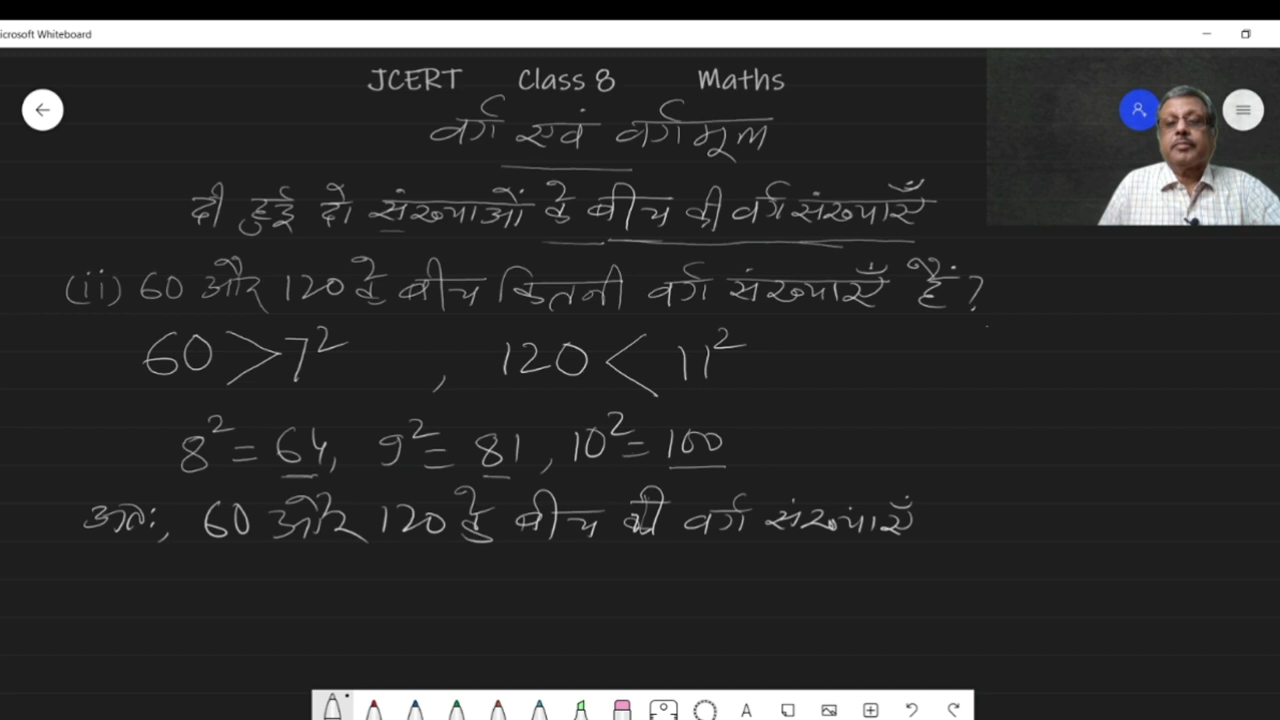 icrosoft Whiteboard
JCERT Class 8 Maths
वर्ग एवं वर्गमूल
दी हुई दो संख्याओं के बीच की वर्ग संख्याएँ
(ii) 60 और 120 के बीच कितनी वर्ग संख्याएँ हैं?
60 > 7², 120 < 11²
8² = 64, 9² = 81, 10² = 100
अतः, 60 और 120 के बीच की वर्ग संख्याएँ
A